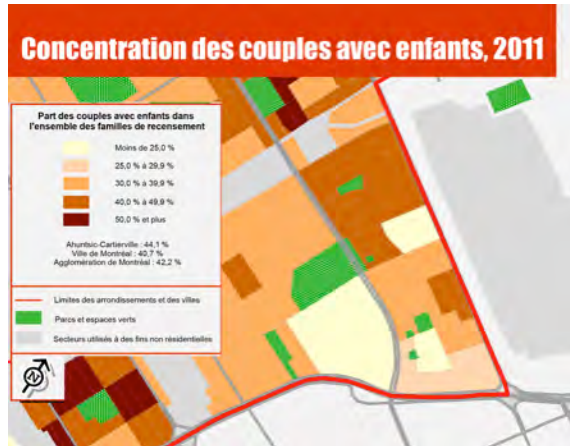 Concentration des couples avec enfants, 2011
Part des couples avec enfants dans
l'ensemble des familles de recensement
Moins de 25,0 %
25,0 % à 29,9 %
30,0 % à 39,9 %
40,0 % à 49,9 %
50,0 % et plus
Ahuntsic-Cartierville : 44,1 %
Ville de Montréal : 40,7 %
Agglomération de Montréal : 42,2 %
Limites des arrondissements et des villes
Parcs et espaces verts
Secteurs utilisés à des fins non résidentielles
N